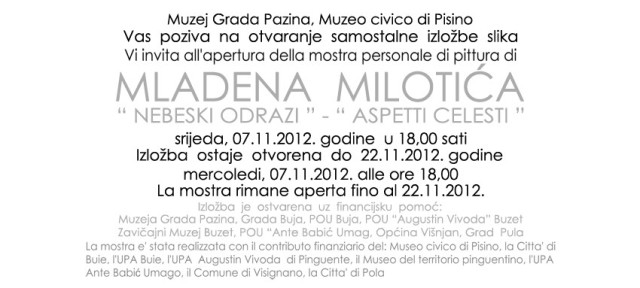 Muzej Grada Pazina, Muzeo civico di Pisino
Vas poziva na otvaranje samostalne izložbe slika
Vi invita all'apertura della mostra personale di pittura di
MLADENA MILOTIĆA
“ NEBESKI ODRAZI ” - “ ASPETTI CELESTI ”
srijeda, 07.11.2012. godine u 18,00 sati
Izložba ostaje otvorena do 22.11.2012. godine
mercoledi, 07.11.2012. alle ore 18,00
La mostra rimane aperta fino al 22.11.2012.
Izložba je ostvarena uz financijsku pomoć:
Muzeja Grada Pazina, Grada Buja, POU Buja, POU “Augustin Vivoda” Buzet
Zavičajni Muzej Buzet, POU “Ante Babić Umag, Općina Višnjan, Grad Pula
La mostra e' stata realizzata con il contributo finanziario del: Museo civico di Pisino, la Citta' di
Buie, l'UPA Buie, l'UPA Augustin Vivoda di Pinguente, il Museo del territorio pinguentino, l'UPA
Ante Babić Umago, il Comune di Visignano, la Citta' di Pola